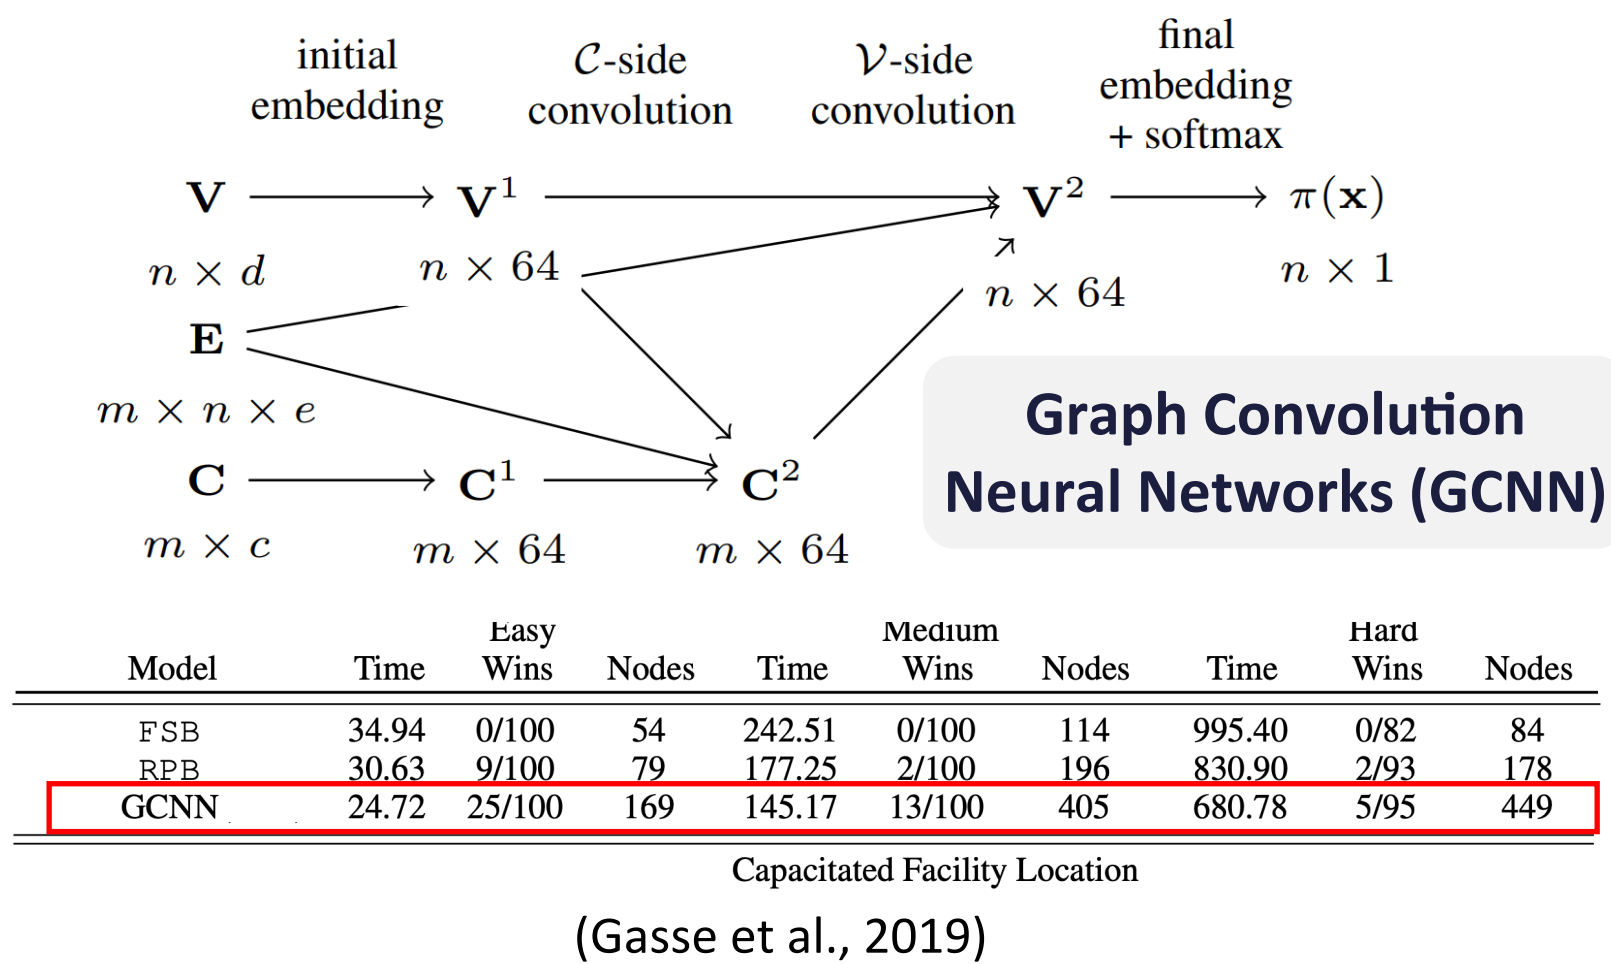 initial
embedding
𝒞-side
convolution
𝒱-side
convolution
final
embedding
+ softmax
V
V¹
V²
π(x)
n × d
n × 64
n × 64
n × 1
E
m × n × e
C
C¹
C²
m × c
m × 64
m × 64
Graph Convolution
Neural Networks (GCNN)
Easy Medium Hard
Model Time Wins Nodes Time Wins Nodes Time Wins Nodes
FSB 34.94 0/100 54 242.51 0/100 114 995.40 0/82 84
RPB 30.63 9/100 79 177.25 2/100 196 830.90 2/93 178
GCNN 24.72 25/100 169 145.17 13/100 405 680.78 5/95 449
Capacitated Facility Location
(Gasse et al., 2019)